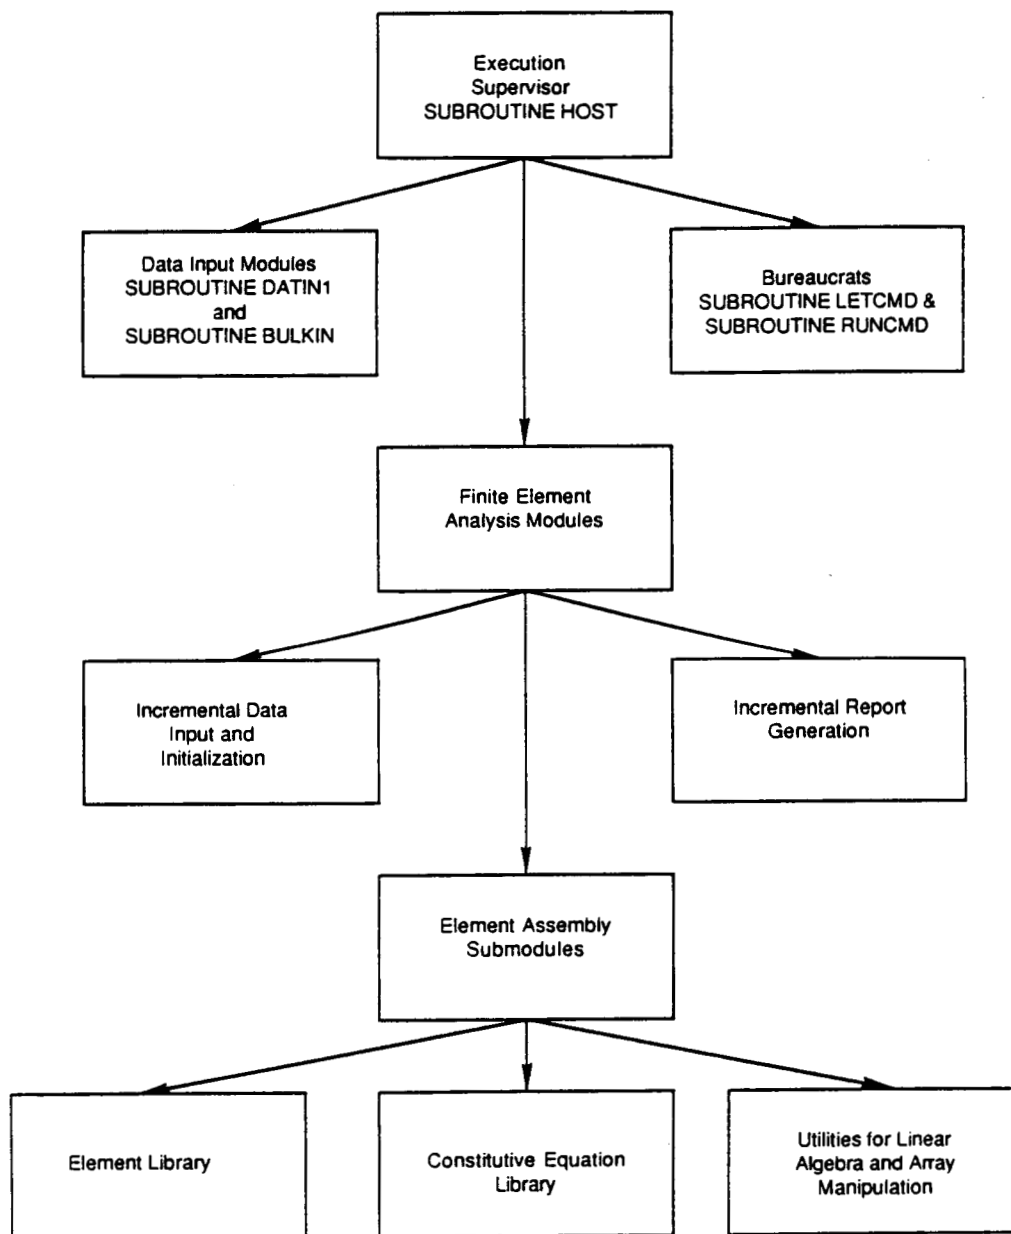 Execution
Supervisor
SUBROUTINE HOST
Data Input Modules
SUBROUTINE DATIN1
and
SUBROUTINE BULKIN
Bureaucrats
SUBROUTINE LETCMD &
SUBROUTINE RUNCMD
Finite Element
Analysis Modules
Incremental Data
Input and
Initialization
Incremental Report
Generation
Element Assembly
Submodules
Element Library
Constitutive Equation
Library
Utilities for Linear
Algebra and Array
Manipulation